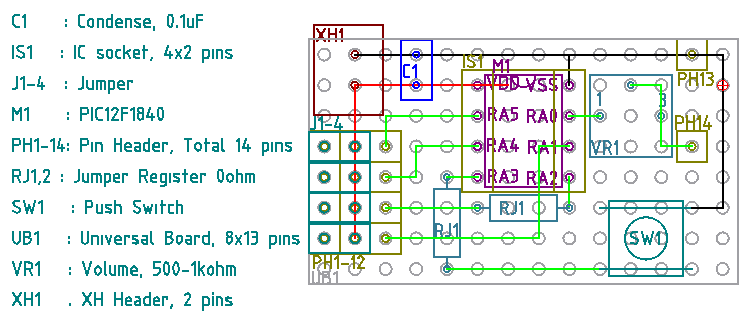 C1 : Condense, 0.1uF
IS1 : IC socket, 4x2 pins
J1-4 : Jumper
M1 : PIC12F1840
PH1-14: Pin Header, Total 14 pins
RJ1,2 : Jumper Register 0ohm
SW1 : Push Switch
UB1 : Universal Board, 8x13 pins
VR1 : Volume, 500-1kohm
XH1 . XH Header, 2 pins
XH1
C1
IS1
M1
VDD VSS
PH13
RA5 RA0
1 3
J1-4
PH14
RA4 RA1
VR1
RA3 RA2
RJ1
RJ1
SW1
PH1-12
UB1